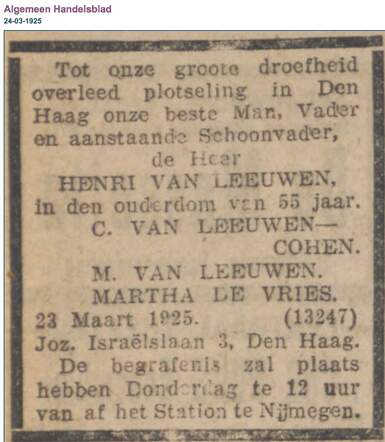 Algemeen Handelsblad
24-03-1925
Tot onze groote droefheid
overleed plotseling in Den
Haag onze beste Man, Vader
en aanstaande Schoonvader,
de Heer
HENRI VAN LEEUWEN,
in den ouderdom van 55 jaar.
C. VAN LEEUWEN—
COHEN.
M. VAN LEEUWEN.
MARTHA DE VRIES.
23 Maart 1925. (13247)
Joz. Israëlslaan 3, Den Haag.
De begrafenis zal plaats
hebben Donderdag te 12 uur
van af het Station te Nijmegen.